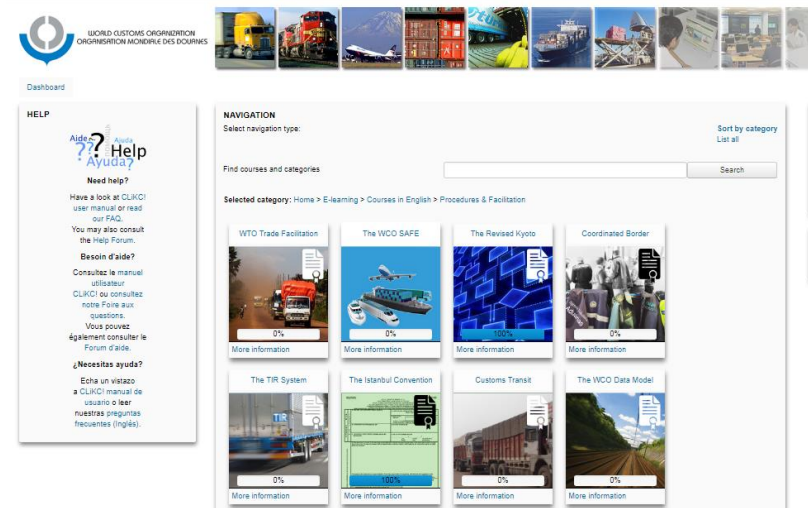 WORLD CUSTOMS ORGANIZATION
ORGANISATION MONDIALE DES DOUANES
Dashboard
HELP
Aide
Ajuda
??
?
Help
Ayuda?
Need help?
Have a look at CLiKC!
user manual or read
our FAQ.
You may also consult
the Help Forum.
Besoin d'aide?
Consultez le manuel
utilisateur
CLiKC! ou consultez
notre Foire aux
questions.
Vous pouvez
également consulter le
Forum d'aide.
¿Necesitas ayuda?
Echa un vistazo
a CLiKC! manual de
usuario o leer
nuestras preguntas
frecuentes (Inglés).
NAVIGATION
Select navigation type:
Sort by category
List all
Find courses and categories
Search
Selected category: Home > E-learning > Courses in English > Procedures & Facilitation
WTO Trade Facilitation
The WCO SAFE
The Revised Kyoto
Coordinated Border
0%
0%
100%
0%
More information
More information
More information
More information
The TIR System
The Istanbul Convention
Customs Transit
The WCO Data Model
TIR
0%
100%
0%
0%
More information
More information
More information
More information